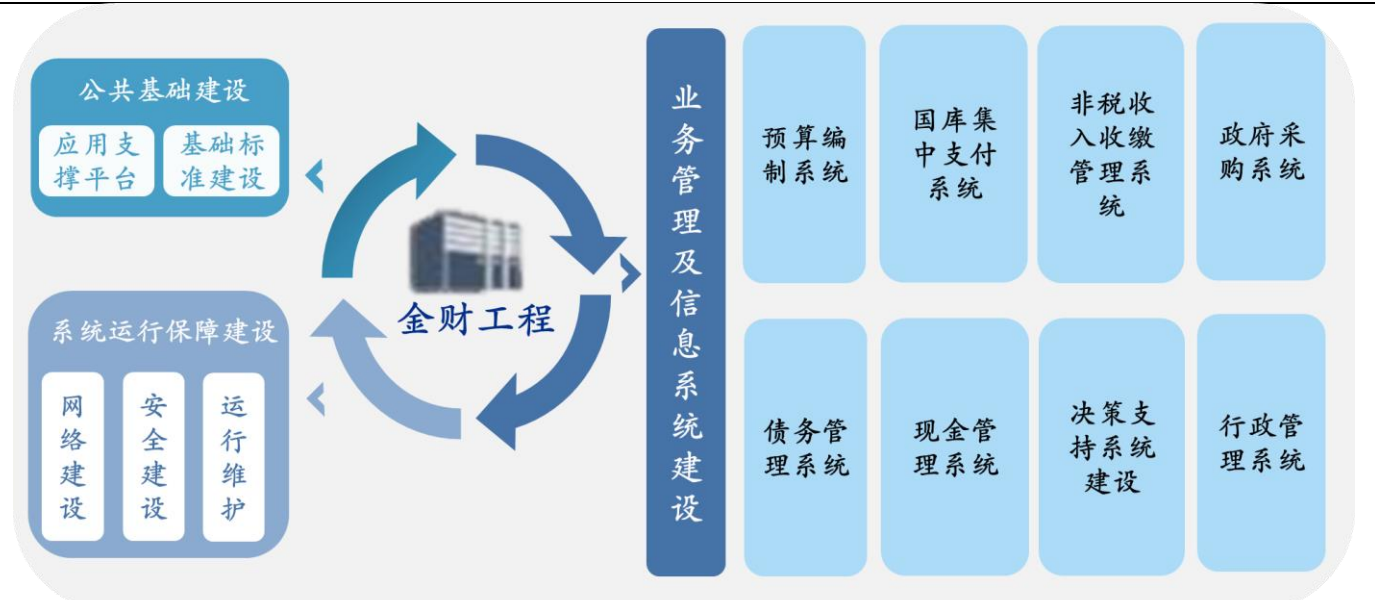 公共基础建设
应用支
撑平台
基础标
准建设
系统运行保障建设
网络建设
安全建设
运行维护
金财工程
业务管理及信息系统建设
预算编
制系统
国库集
中支付
系统
非税收
入收缴
管理系
统
政府采
购系统
债务管
理系统
现金管
理系统
决策支
持系统
建设
行政管
理系统